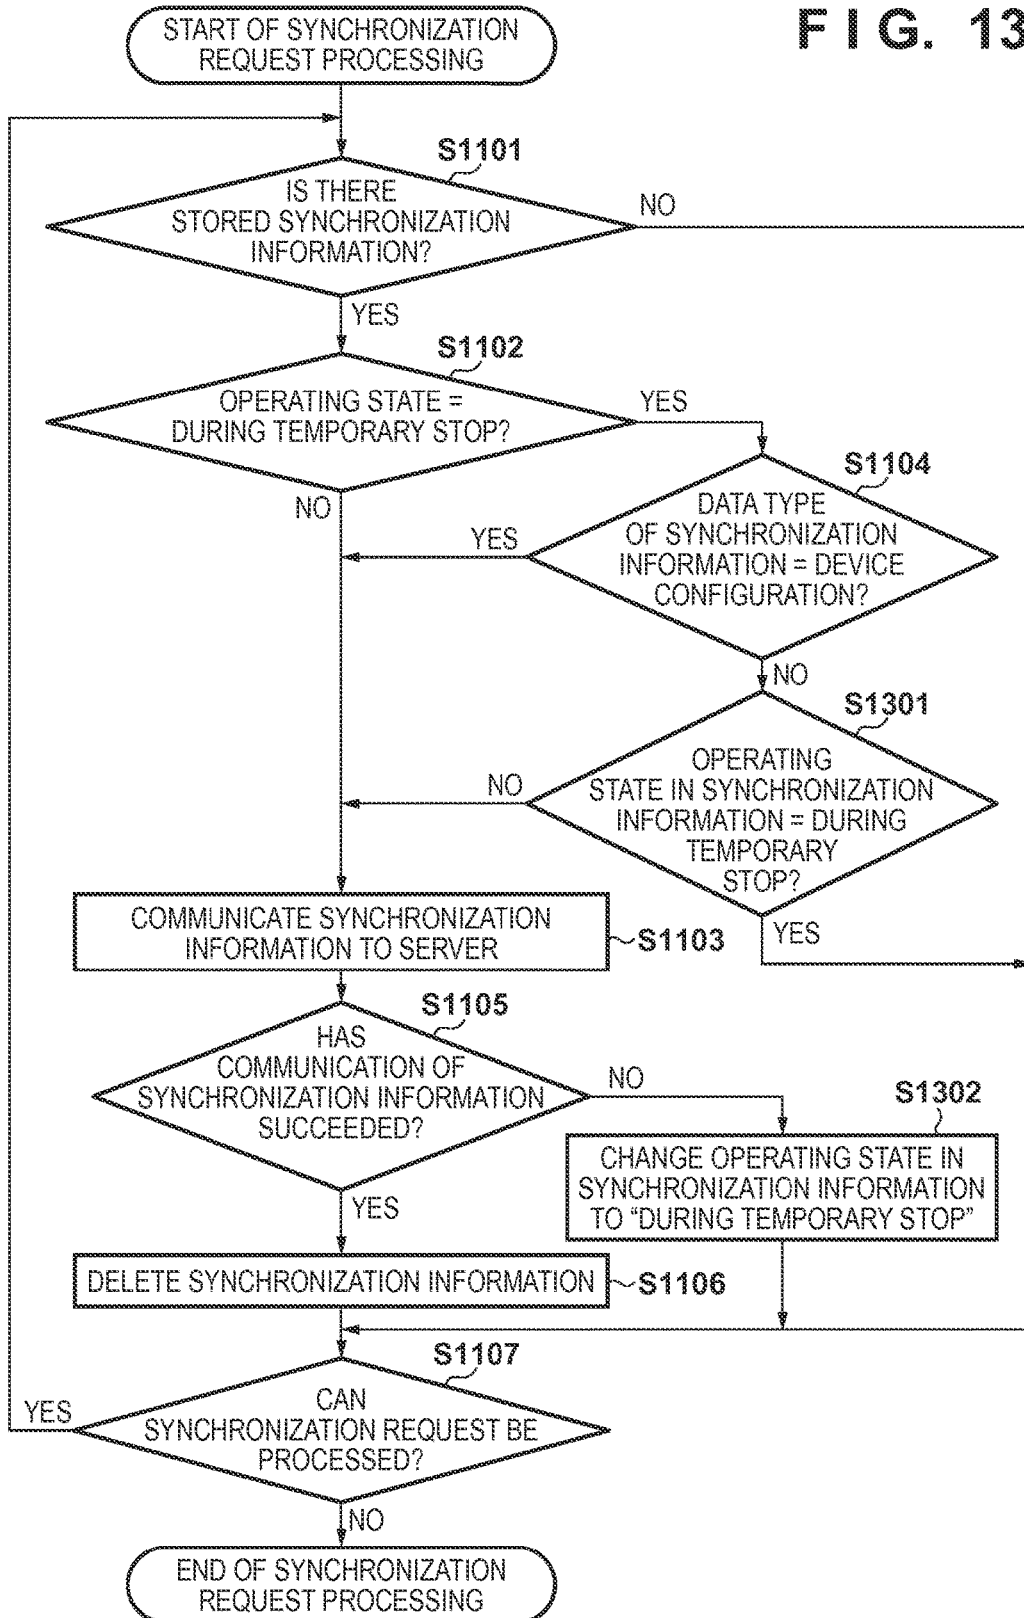 FIG. 13
START OF SYNCHRONIZATION
REQUEST PROCESSING
S1101
IS THERE
STORED SYNCHRONIZATION
INFORMATION?
NO
YES
S1102
OPERATING STATE =
DURING TEMPORARY STOP?
YES
NO
S1104
DATA TYPE
OF SYNCHRONIZATION
INFORMATION = DEVICE
CONFIGURATION?
YES
NO
S1301
OPERATING
STATE IN SYNCHRONIZATION
INFORMATION = DURING
TEMPORARY
STOP?
NO
YES
COMMUNICATE SYNCHRONIZATION
INFORMATION TO SERVER
S1103
S1105
HAS
COMMUNICATION OF
SYNCHRONIZATION INFORMATION
SUCCEEDED?
NO
YES
S1302
CHANGE OPERATING STATE IN
SYNCHRONIZATION INFORMATION
TO “DURING TEMPORARY STOP”
DELETE SYNCHRONIZATION INFORMATION
S1106
S1107
CAN
SYNCHRONIZATION REQUEST BE
PROCESSED?
YES
NO
END OF SYNCHRONIZATION
REQUEST PROCESSING